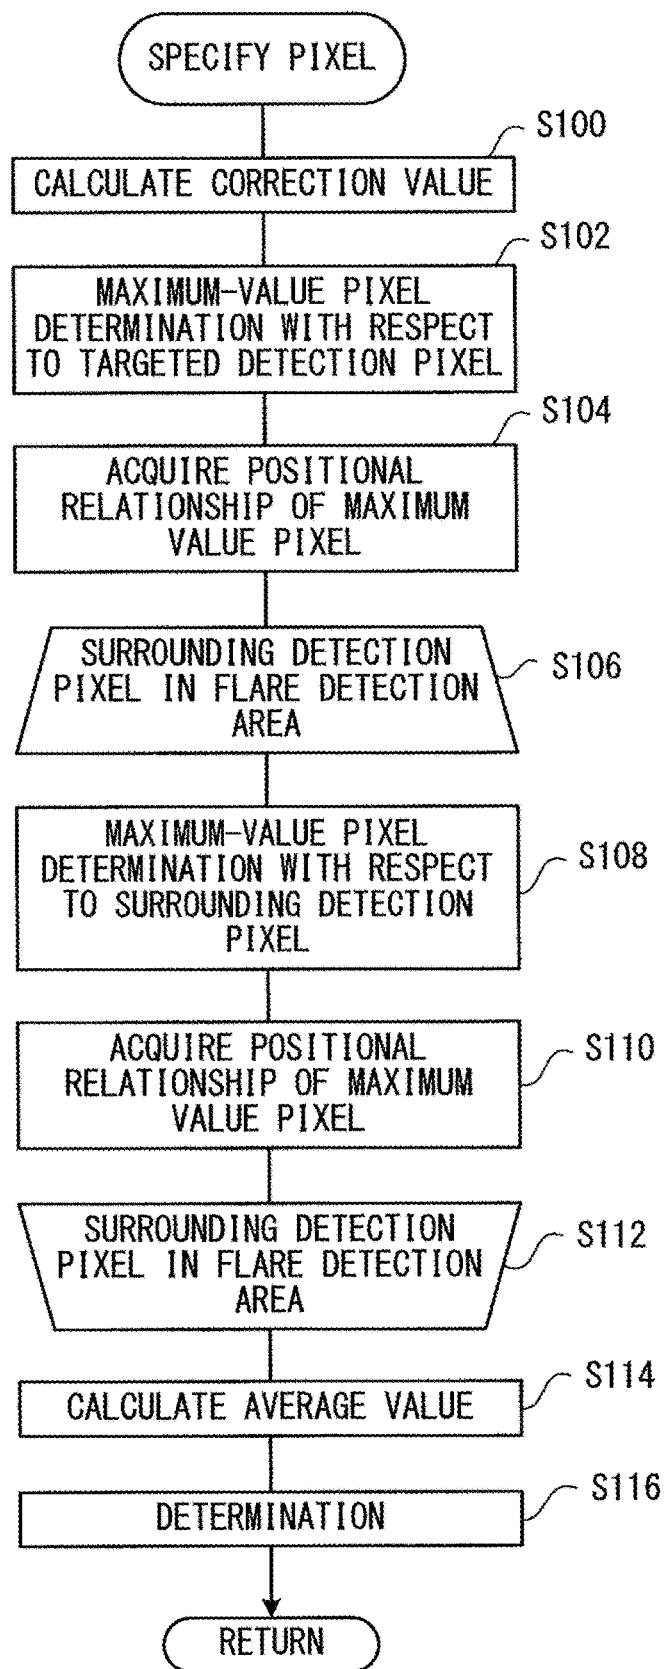 SPECIFY PIXEL
S100
CALCULATE CORRECTION VALUE
S102
MAXIMUM-VALUE PIXEL
DETERMINATION WITH RESPECT
TO TARGETED DETECTION PIXEL
S104
ACQUIRE POSITIONAL
RELATIONSHIP OF MAXIMUM
VALUE PIXEL
SURROUNDING DETECTION
PIXEL IN FLARE DETECTION
AREA
S106
MAXIMUM-VALUE PIXEL
DETERMINATION WITH RESPECT
TO SURROUNDING DETECTION
PIXEL
S108
ACQUIRE POSITIONAL
RELATIONSHIP OF MAXIMUM
VALUE PIXEL
S110
SURROUNDING DETECTION
PIXEL IN FLARE DETECTION
AREA
S112
CALCULATE AVERAGE VALUE
S114
DETERMINATION
S116
RETURN